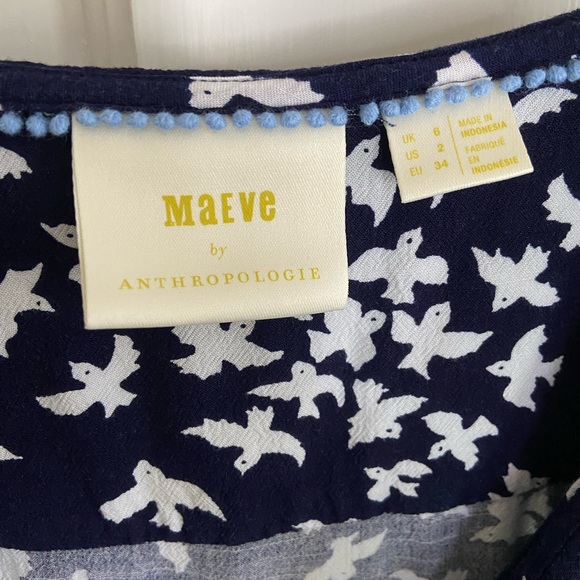 MaEve
by
ANTHROPOLOGIE
UK 6
US 2
EU 34
MADE IN
INDONESIA
FABRIQUÉ
EN
INDONÉSIE